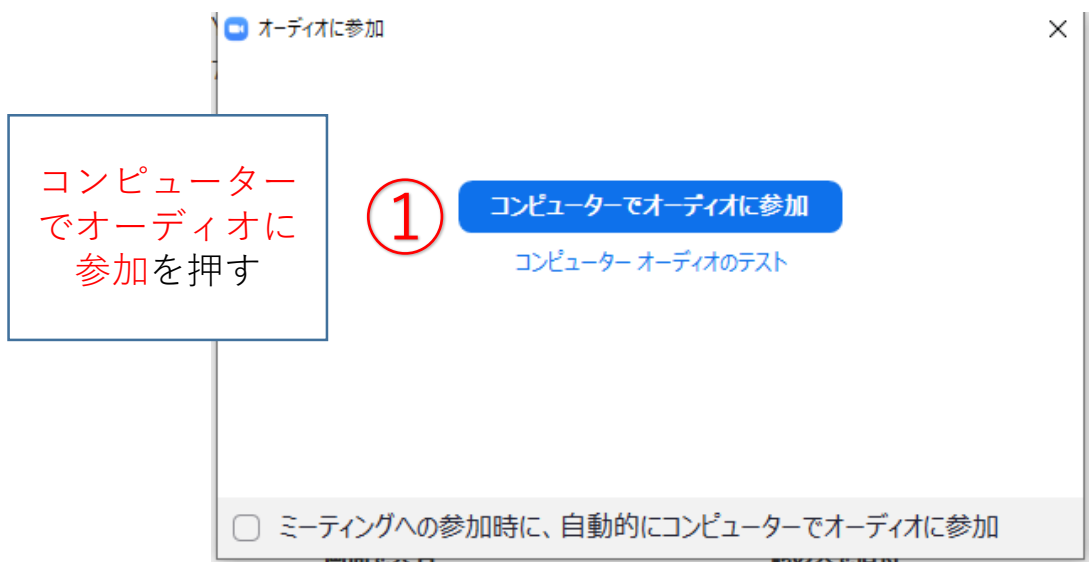 オーディオに参加
コンピューター
でオーディオに
参加を押す
①
コンピューターでオーディオに参加
コンピューター オーディオのテスト
ミーティングへの参加時に、自動的にコンピューターでオーディオに参加